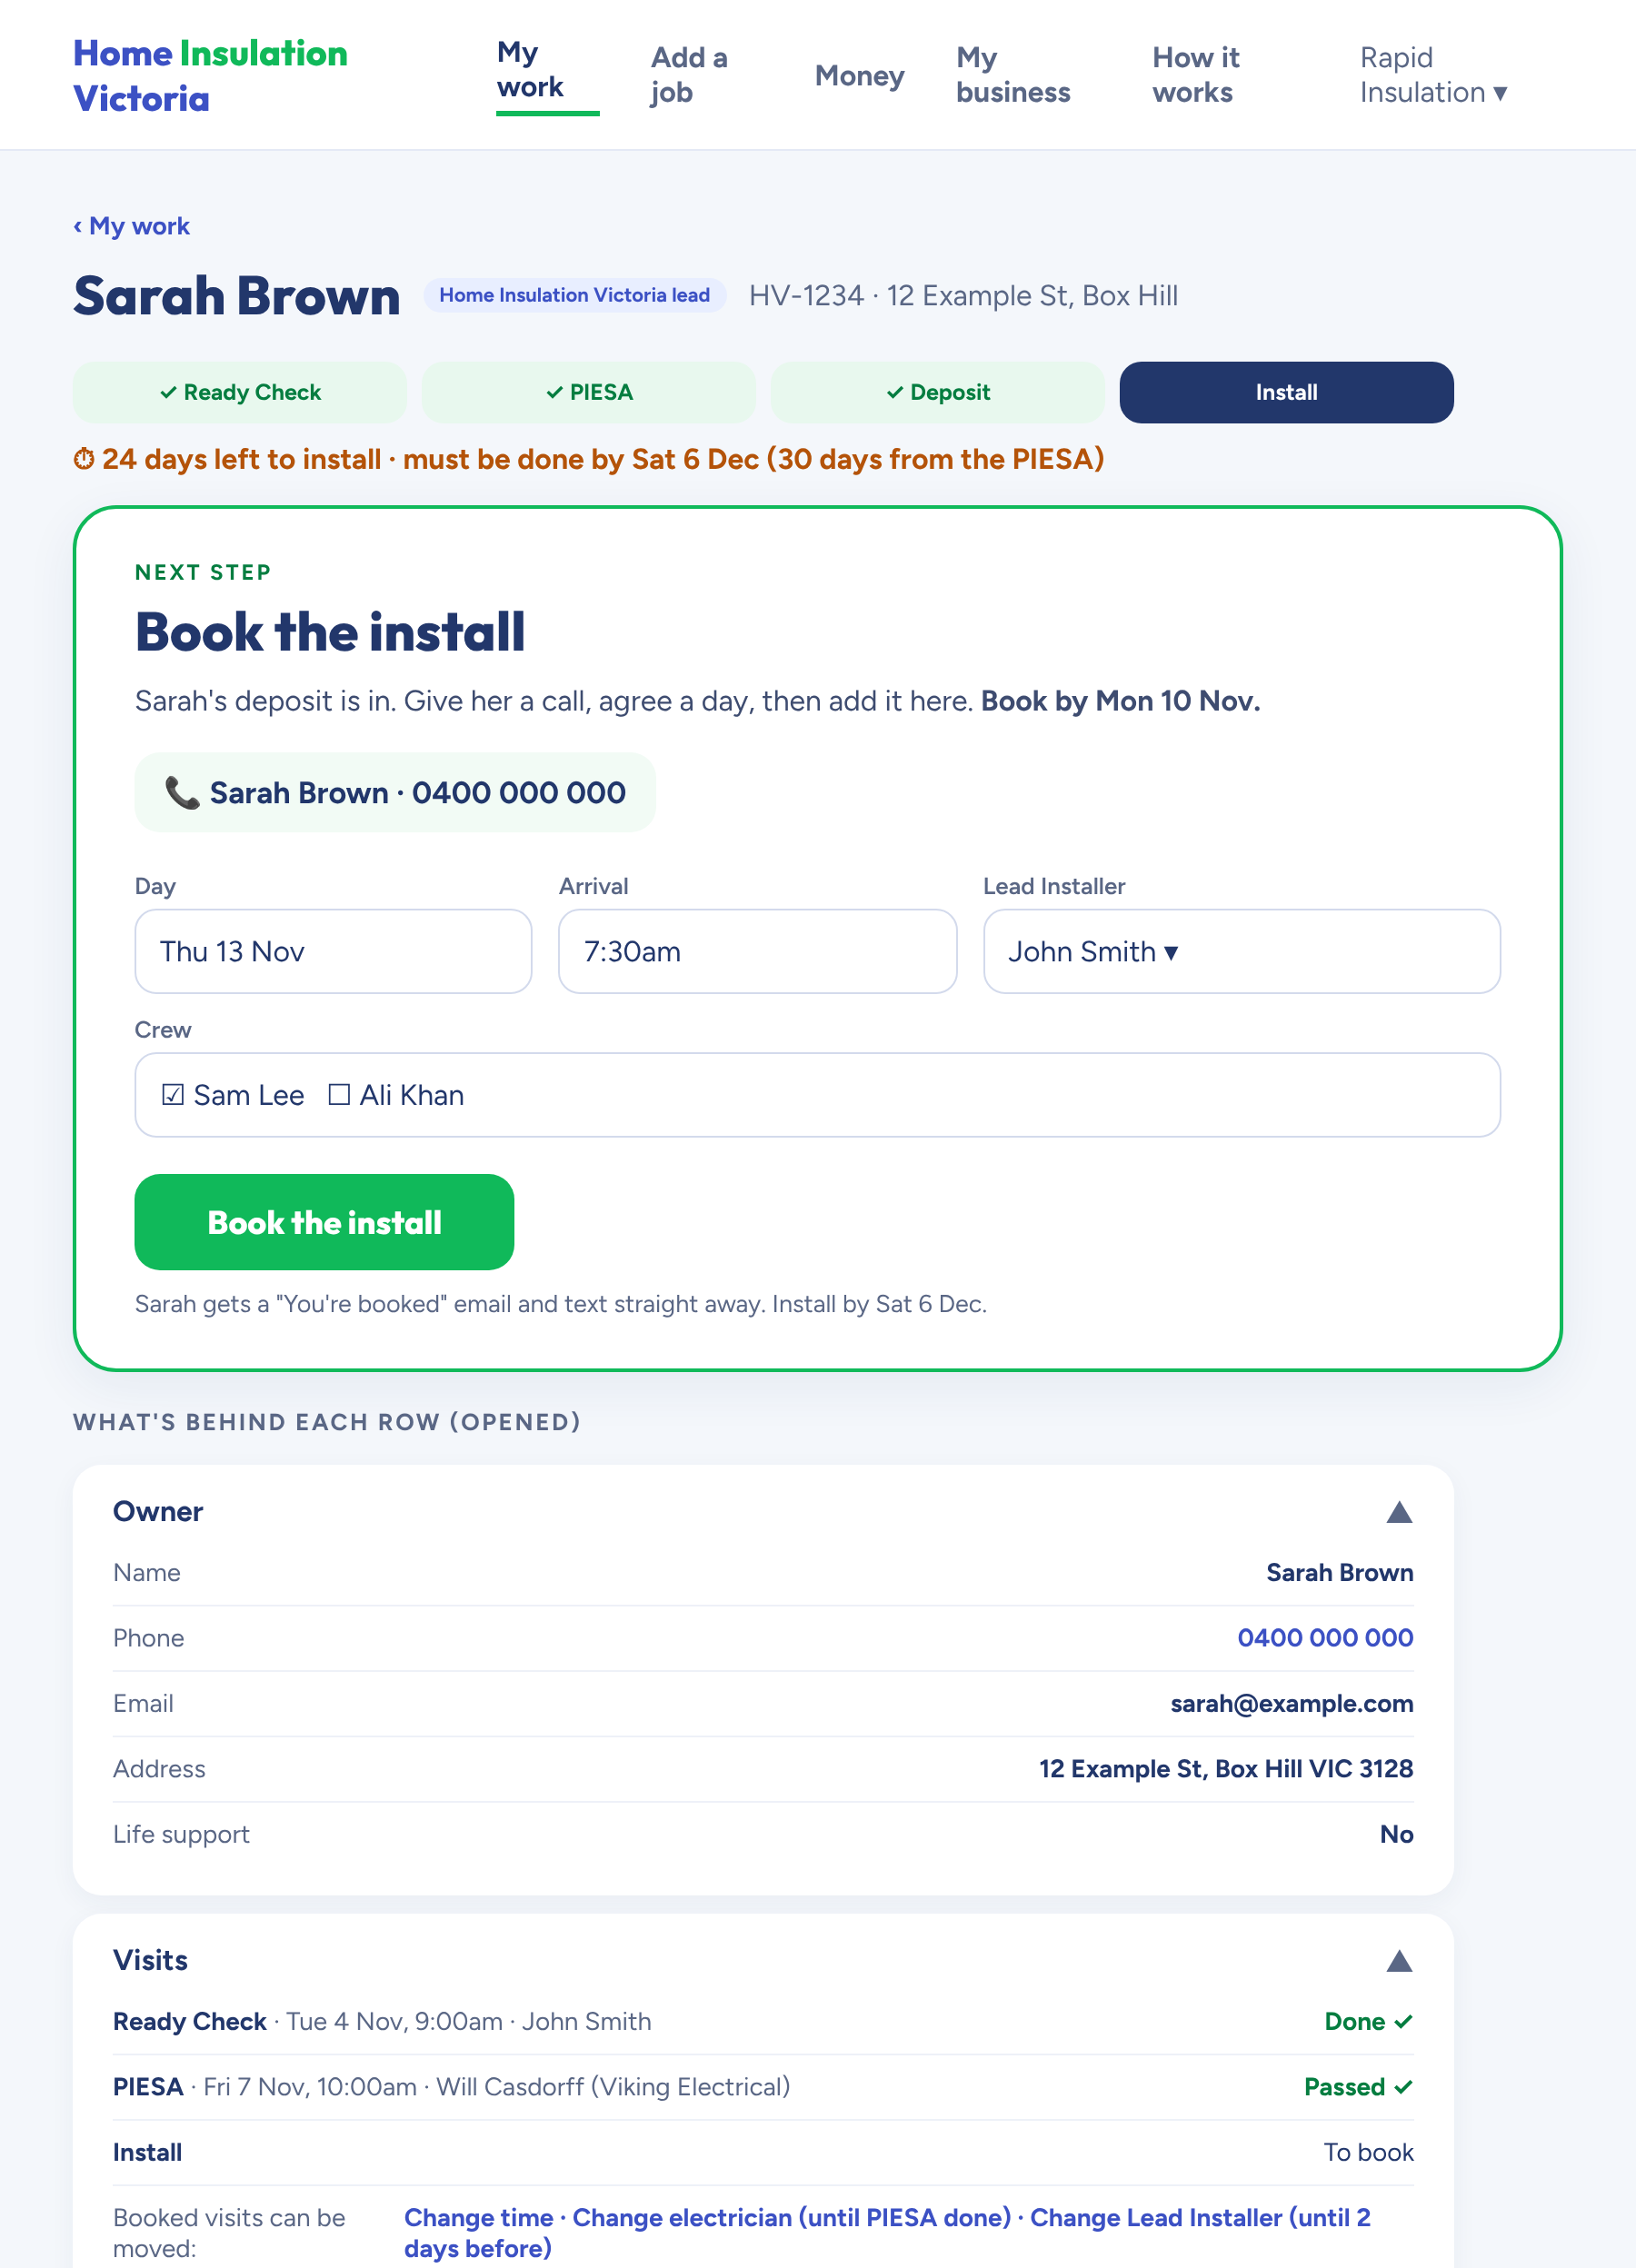 Home Insulation
Victoria
My
work
Add a
job
Money
My
business
How it
works
Rapid
Insulation ▾
‹ My work
Sarah Brown Home Insulation Victoria lead HV-1234 · 12 Example St, Box Hill
✓ Ready Check ✓ PIESA ✓ Deposit Install
⏱ 24 days left to install · must be done by Sat 6 Dec (30 days from the PIESA)
NEXT STEP
Book the install
Sarah's deposit is in. Give her a call, agree a day, then add it here. Book by Mon 10 Nov.
📞 Sarah Brown · 0400 000 000
Day Arrival Lead Installer
Thu 13 Nov 7:30am John Smith ▾
Crew
☑ Sam Lee ☐ Ali Khan
Book the install
Sarah gets a "You're booked" email and text straight away. Install by Sat 6 Dec.
WHAT'S BEHIND EACH ROW (OPENED)
Owner ▲
Name Sarah Brown
Phone 0400 000 000
Email sarah@example.com
Address 12 Example St, Box Hill VIC 3128
Life support No
Visits ▲
Ready Check · Tue 4 Nov, 9:00am · John Smith Done ✓
PIESA · Fri 7 Nov, 10:00am · Will Casdorff (Viking Electrical) Passed ✓
Install To book
Booked visits can be
moved:
Change time · Change electrician (until PIESA done) · Change Lead Installer (until 2
days before)